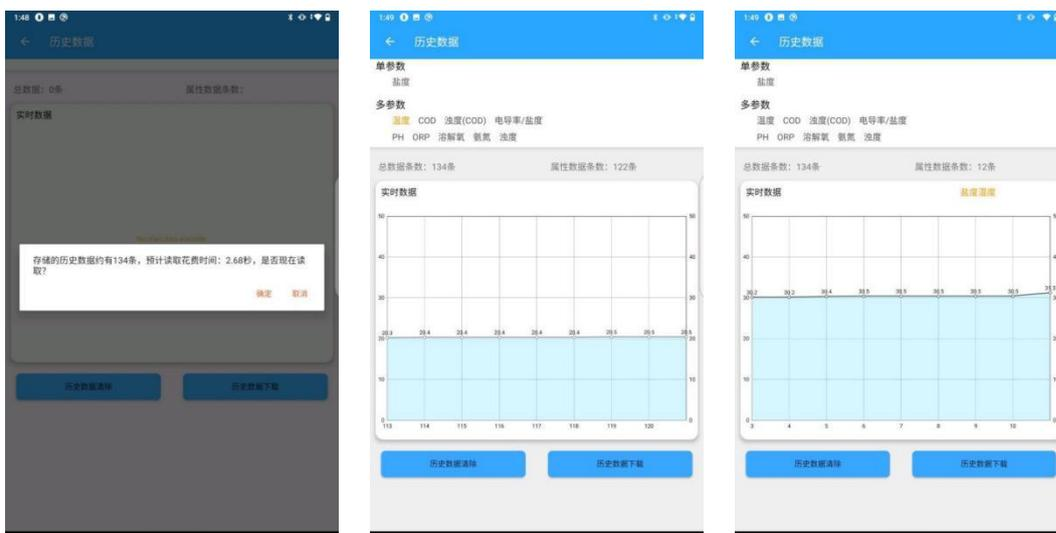 1:48
历史数据
总数据：0条 属性数据条数：
实时数据
存储的历史数据约有134条，预计读取花费时间：2.68秒，是否现在读
取？
确定 取消
历史数据清除 历史数据下载
1:49
历史数据
单参数
盐度
多参数
温度 COD 浊度(COD) 电导率/盐度
PH ORP 溶解氧 氨氮 浊度
总数据条数：134条 属性数据条数：122条
实时数据
50 50
40 40
30 30
20.3 20.4 20.4 20.4 20.4 20.4 20.5 20.5 20.5
20 20
10 10
0 0
113 114 115 116 117 118 119 120
历史数据清除 历史数据下载
1:49
历史数据
单参数
盐度
多参数
温度 COD 浊度(COD) 电导率/盐度
PH ORP 溶解氧 氨氮 浊度
总数据条数：134条 属性数据条数：12条
实时数据 盐度温度
50
40
30.2 30.2 30.4 30.5 30.5 30.5 30.5
30
20
10
0
3 4 5 6 7 8 9 10
历史数据清除 历史数据下载